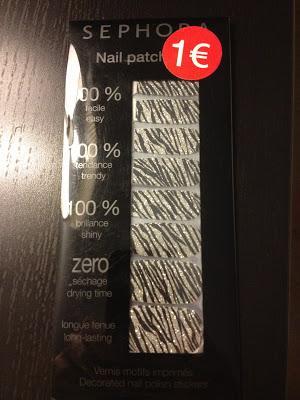 SEPHORA
Nail patch
1€
100 %
facile
easy
100 %
tendance
trendy
100 %
brillance
shiny
zero
séchage
drying time
longue tenue
long-lasting
Vernis motifs imprimés
Decorated nail polish stickers